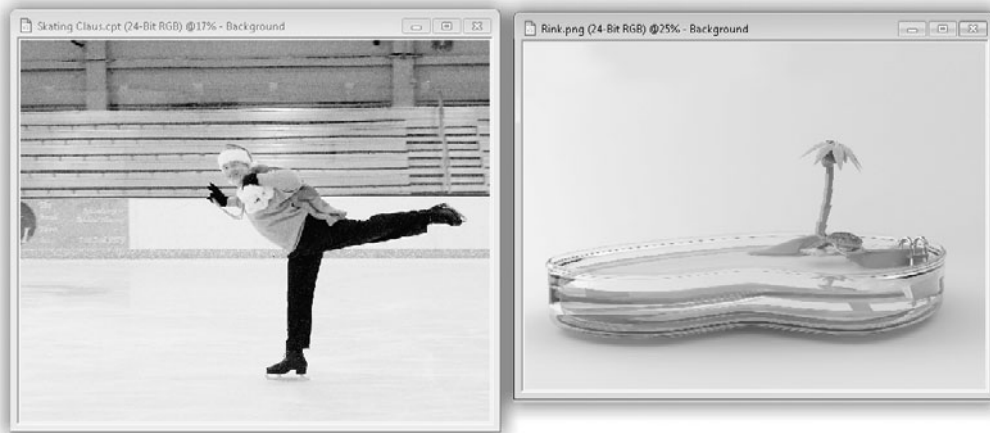 Skating Claus.cpt (24-Bit RGB) @17% - Background
Rink.png (24-Bit RGB) @25% - Background